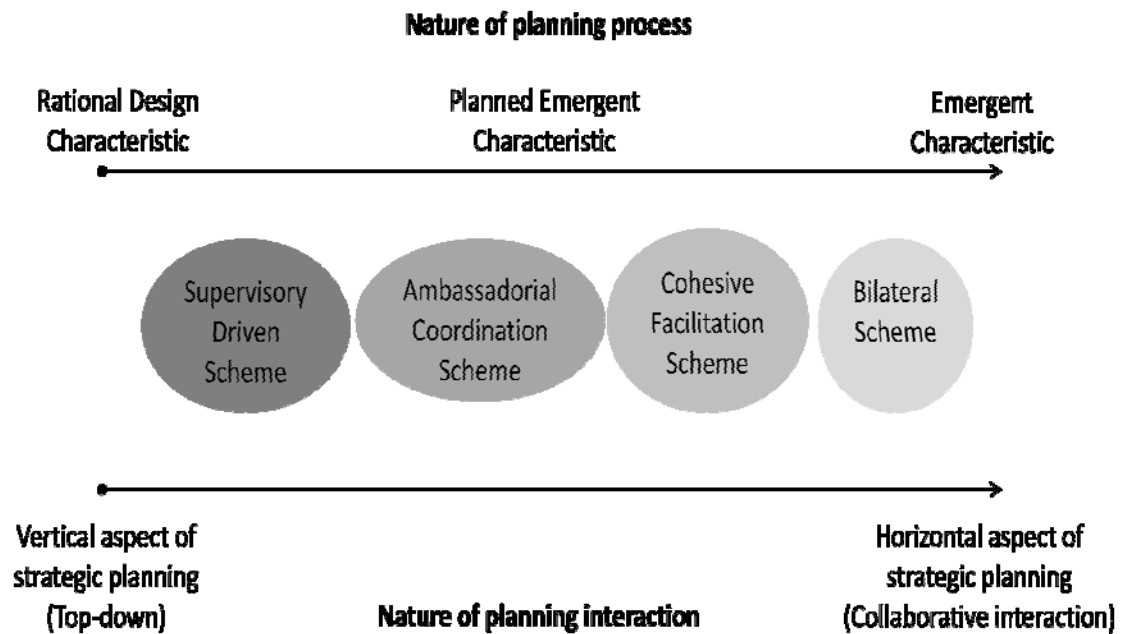 Nature of planning process
Rational Design
Characteristic
Planned Emergent
Characteristic
Emergent
Characteristic
Supervisory
Driven
Scheme
Ambassadorial
Coordination
Scheme
Cohesive
Facilitation
Scheme
Bilateral
Scheme
Vertical aspect of
strategic planning
(Top-down)
Nature of planning interaction
Horizontal aspect of
strategic planning
(Collaborative interaction)